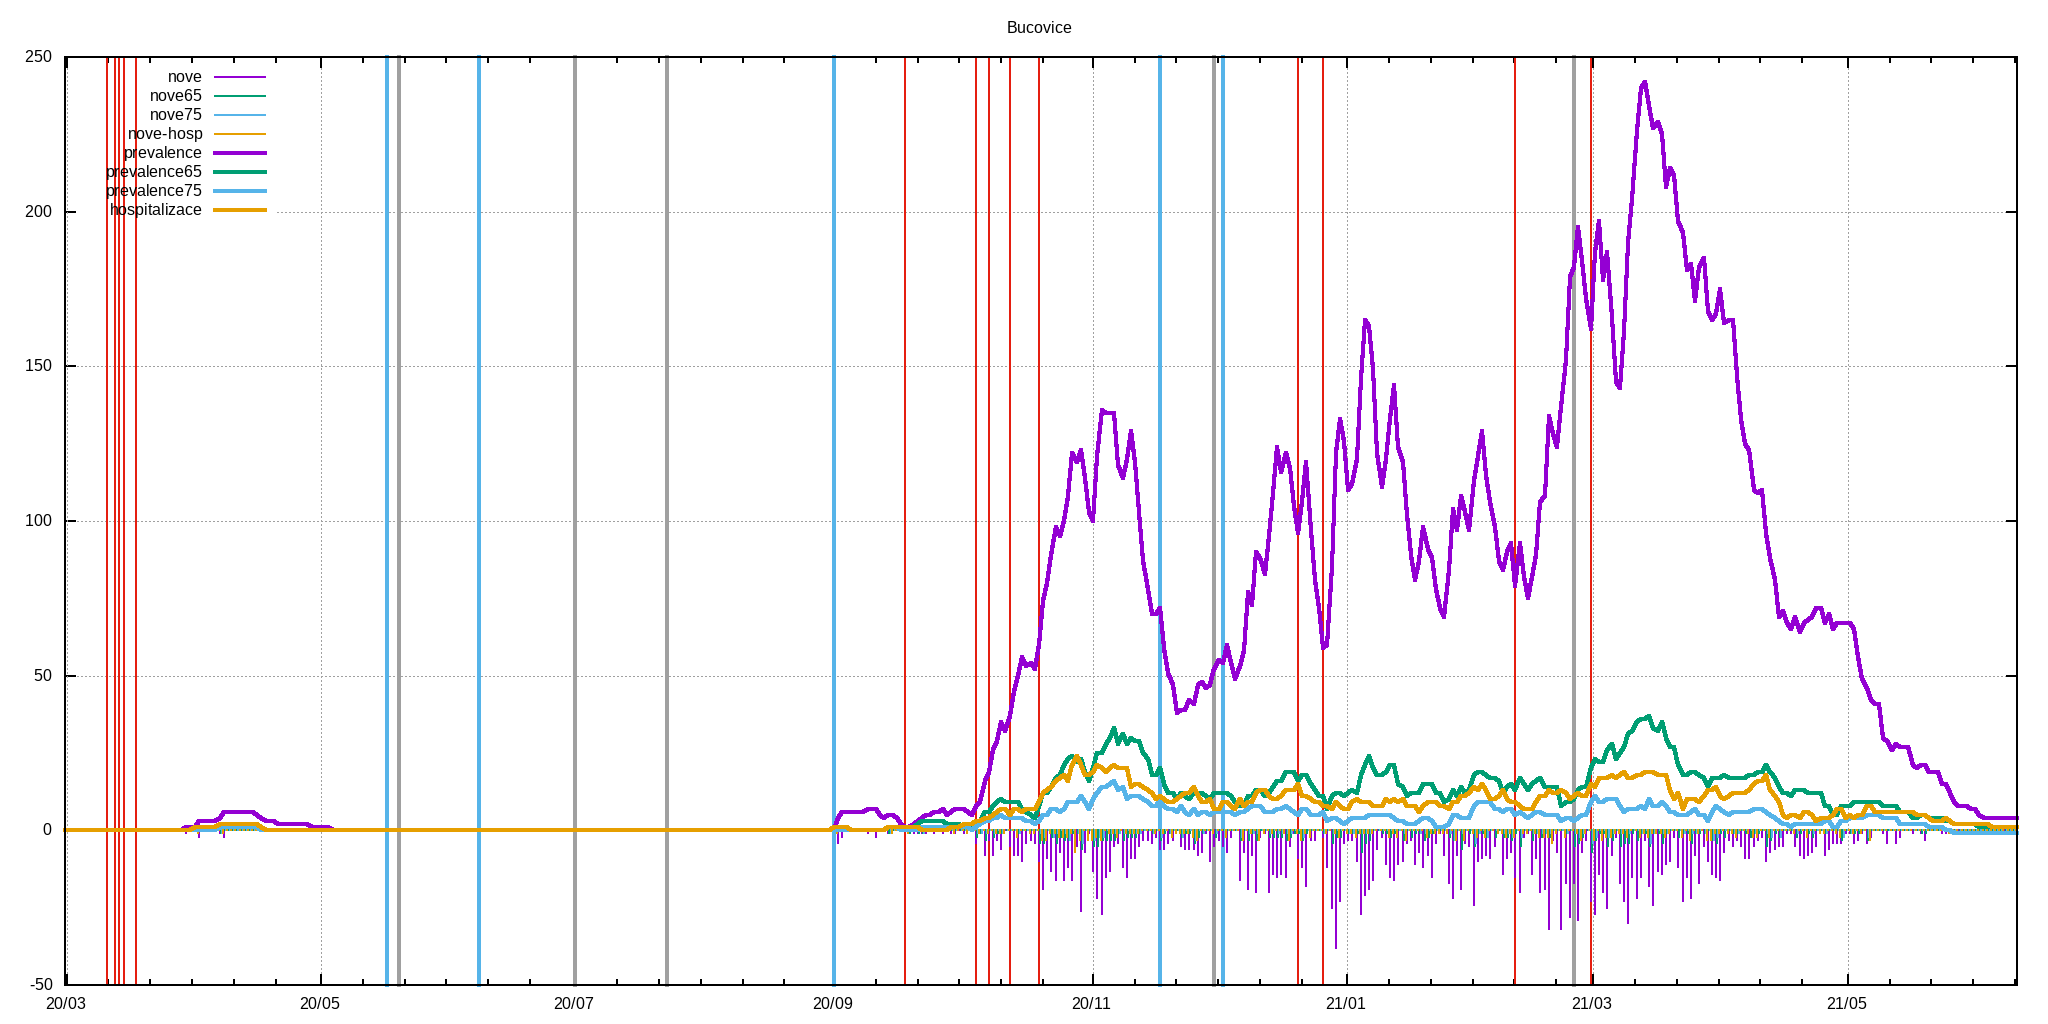 Bucovice
250
200
150
100
50
0
-50
nove
nove65
nove75
nove-hosp
prevalence
prevalence65
prevalence75
hospitalizace
20/03 20/05 20/07 20/09 20/11 21/01 21/03 21/05